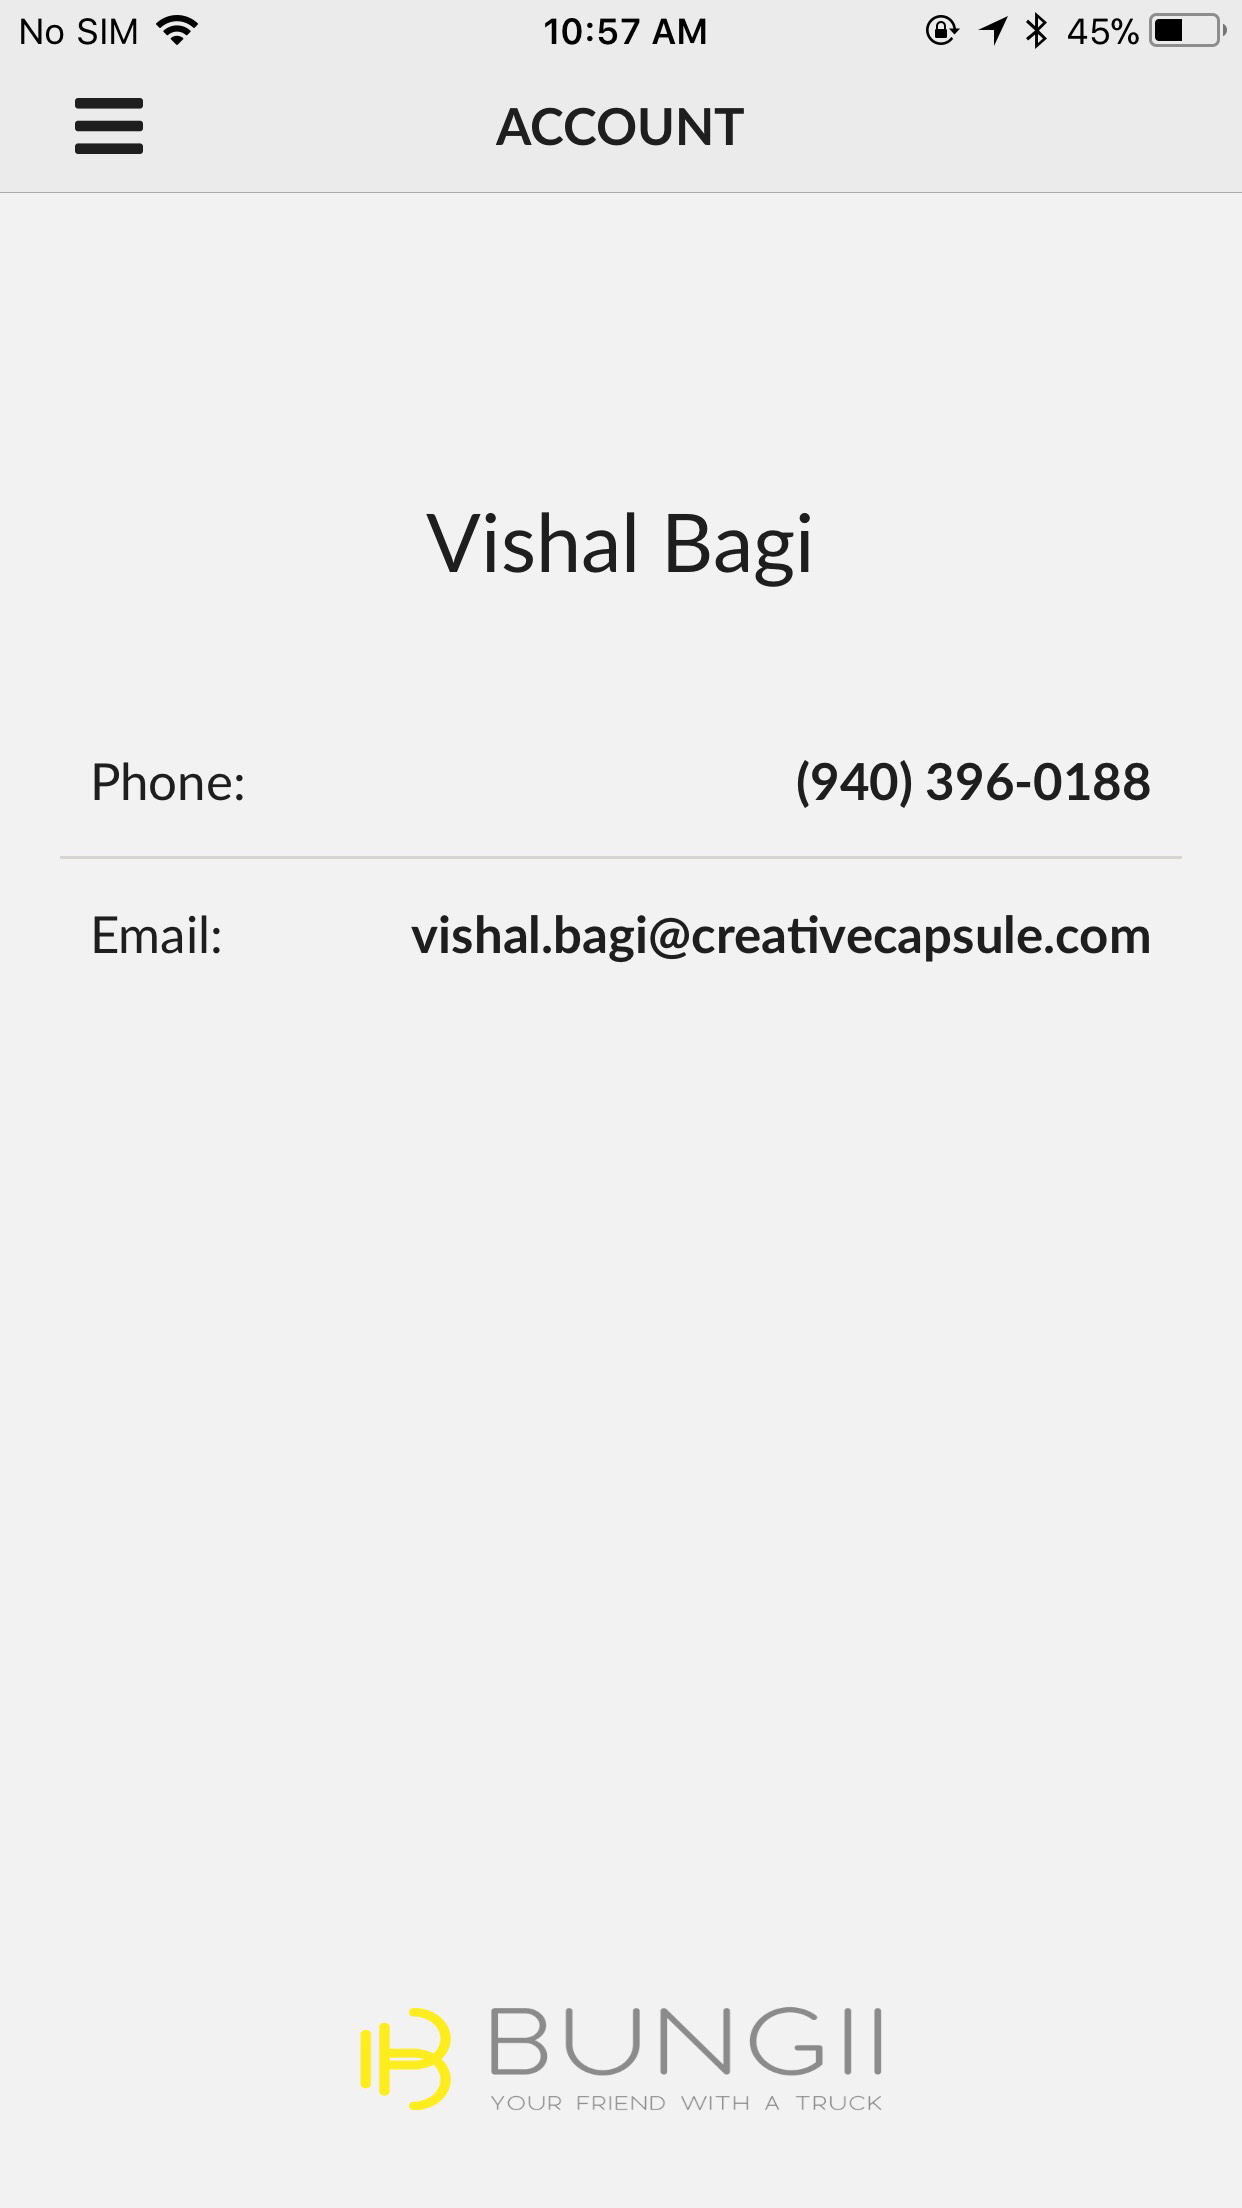 No SIM 10:57 AM 45%
ACCOUNT
Vishal Bagi
Phone: (940) 396-0188
Email: vishal.bagi@creativecapsule.com
BUNGII
YOUR FRIEND WITH A TRUCK